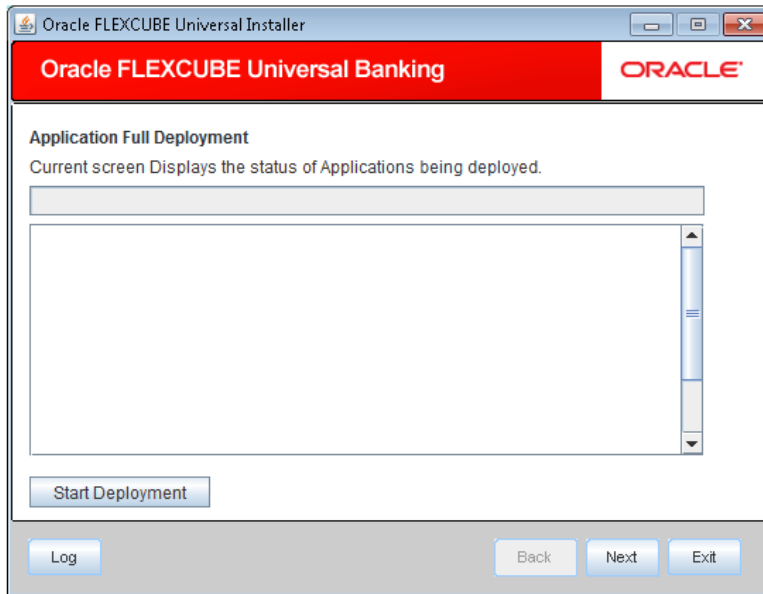 Oracle FLEXCUBE Universal Installer
Oracle FLEXCUBE Universal Banking
ORACLE
Application Full Deployment
Current screen Displays the status of Applications being deployed.
Start Deployment
Log
Back
Next
Exit